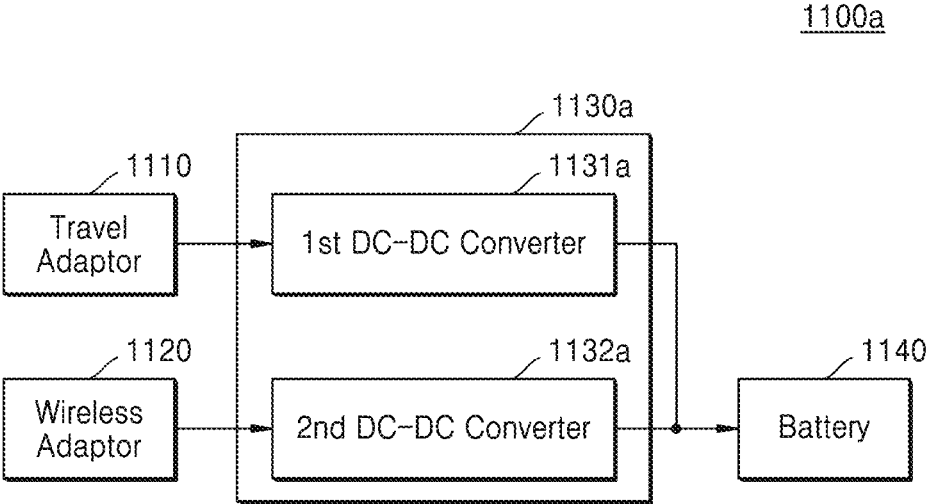 1100a
1130a
1110
1131a
Travel
Adaptor
1st DC-DC Converter
1120
1132a
1140
Wireless
Adaptor
2nd DC-DC Converter
Battery